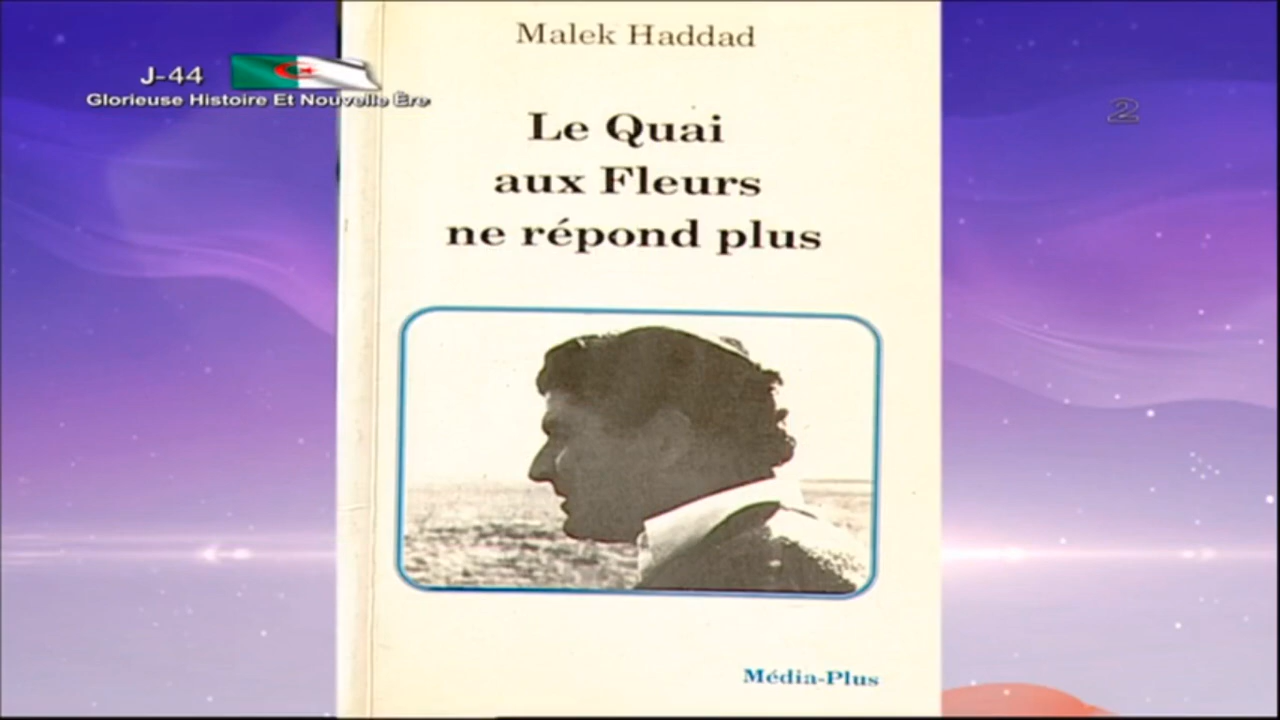 Malek Haddad
J-44
Glorieuse Histoire Et Nouvelle Ère
2
Le Quai
aux Fleurs
ne répond plus
Média-Plus